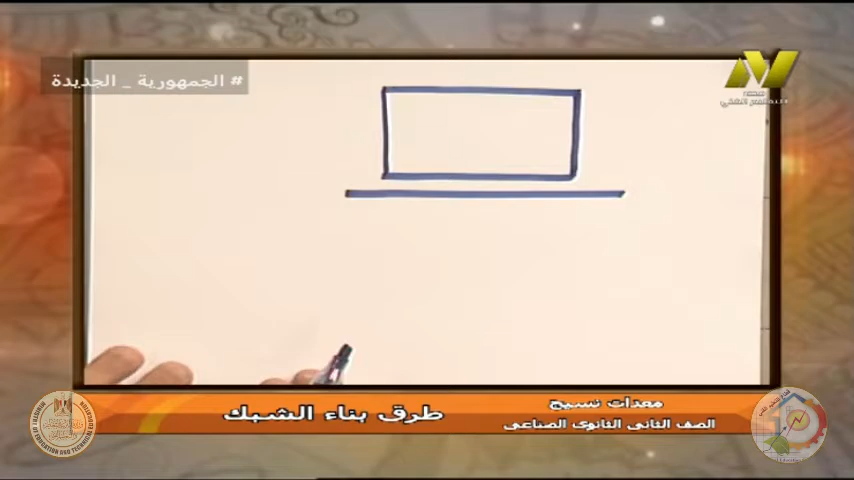 # الجمهورية _ الجديدة
معدات نسيج
الصف الثانى الثانوى الصناعى
طرق بناء الشبك